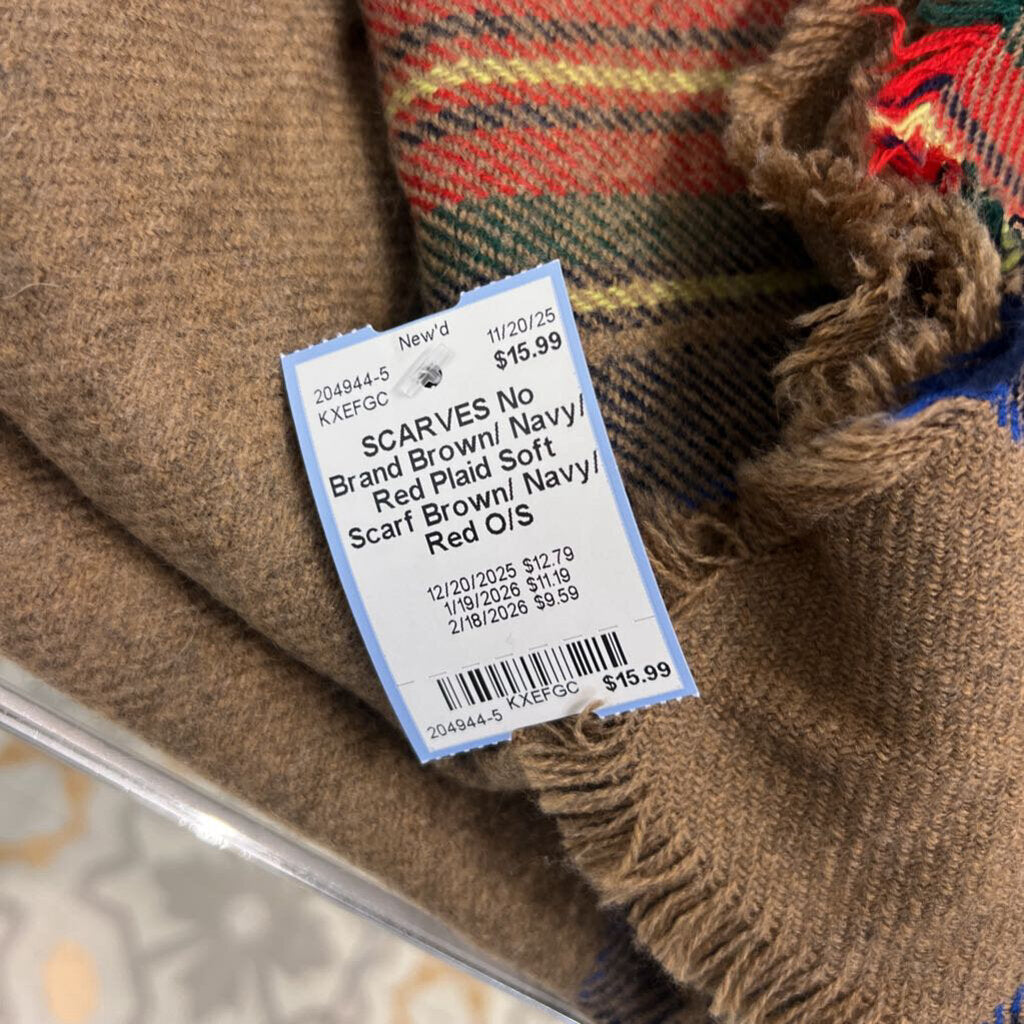 New'd
204944-5 11/20/25
KXEFGC $15.99
SCARVES No
Brand Brown/ Navy/
Red Plaid Soft
Scarf Brown/ Navy/
Red O/S
12/20/2025 $12.79
1/19/2026 $11.19
2/18/2026 $9.59
204944-5 KXEFGC $15.99